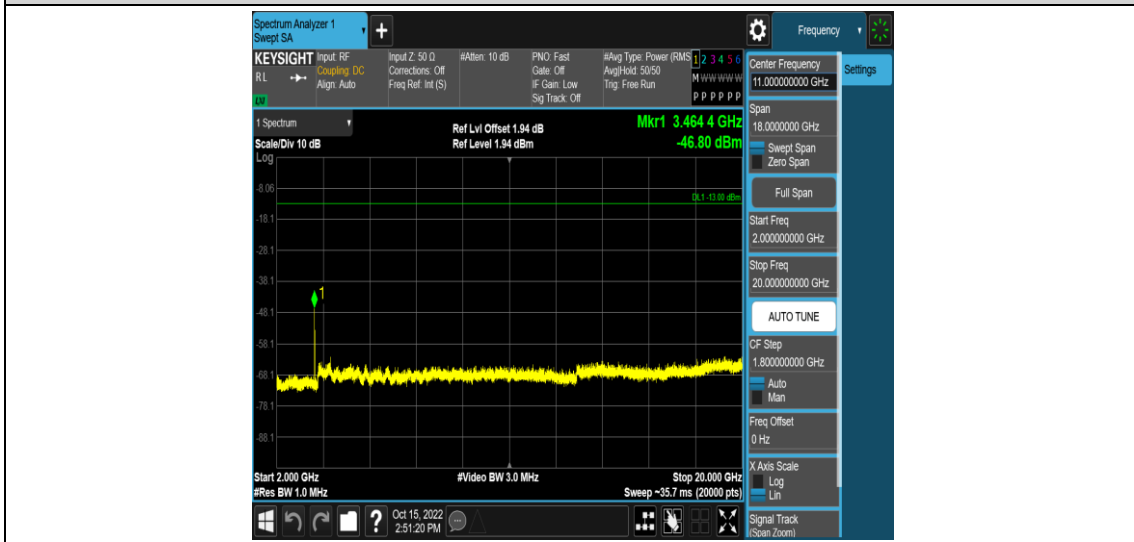 Spectrum Analyzer 1
Swept SA
+
Frequency
KEYSIGHT
RL
LXI
Input: RF
Coupling: DC
Align: Auto
Input Z: 50 Ω
Corrections: Off
Freq Ref: Int (S)
#Atten: 10 dB
PNO: Fast
Gate: Off
IF Gain: Low
Sig Track: Off
#Avg Type: Power (RMS
Avg|Hold: 50/50
Trig: Free Run
1 2 3 4 5 6
M W W W W W
P P P P P P
1 Spectrum
Scale/Div 10 dB
Log
Ref Lvl Offset 1.94 dB
Ref Level 1.94 dBm
Mkr1 3.464 4 GHz
-46.80 dBm
DL1 -13.00 dBm
1
-8.06
-18.1
-28.1
-38.1
-48.1
-58.1
-68.1
-78.1
-88.1
Start 2.000 GHz
#Res BW 1.0 MHz
#Video BW 3.0 MHz
Stop 20.000 GHz
Sweep ~35.7 ms (20000 pts)
?
Oct 15, 2022
2:51:20 PM
Center Frequency
11.000000000 GHz
Settings
Span
18.0000000 GHz
Swept Span
Zero Span
Full Span
Start Freq
2.000000000 GHz
Stop Freq
20.000000000 GHz
AUTO TUNE
CF Step
1.800000000 GHz
Auto
Man
Freq Offset
0 Hz
X Axis Scale
Log
Lin
Signal Track
(Span Zoom)